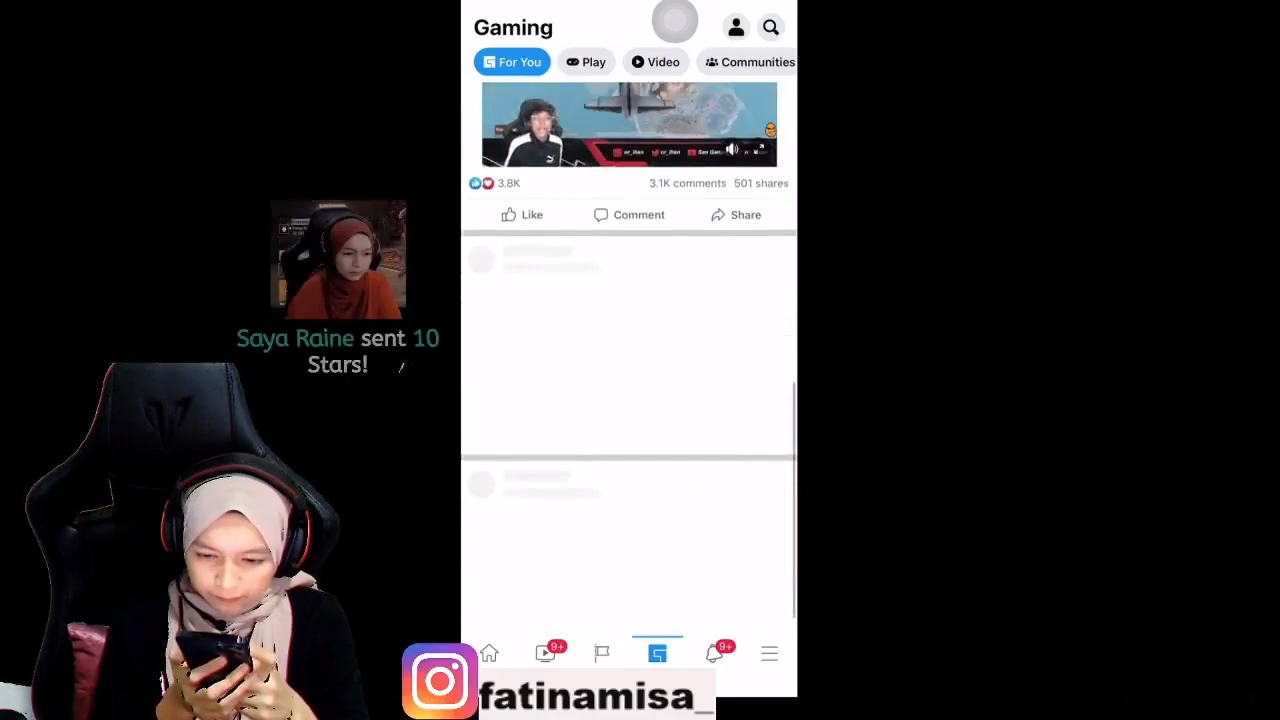 Gaming
For You
Play
Video
Communities
3.8K
3.1K comments
501 shares
Like
Comment
Share
Saya Raine sent 10
Stars!
9+
9+
fatinamisa_